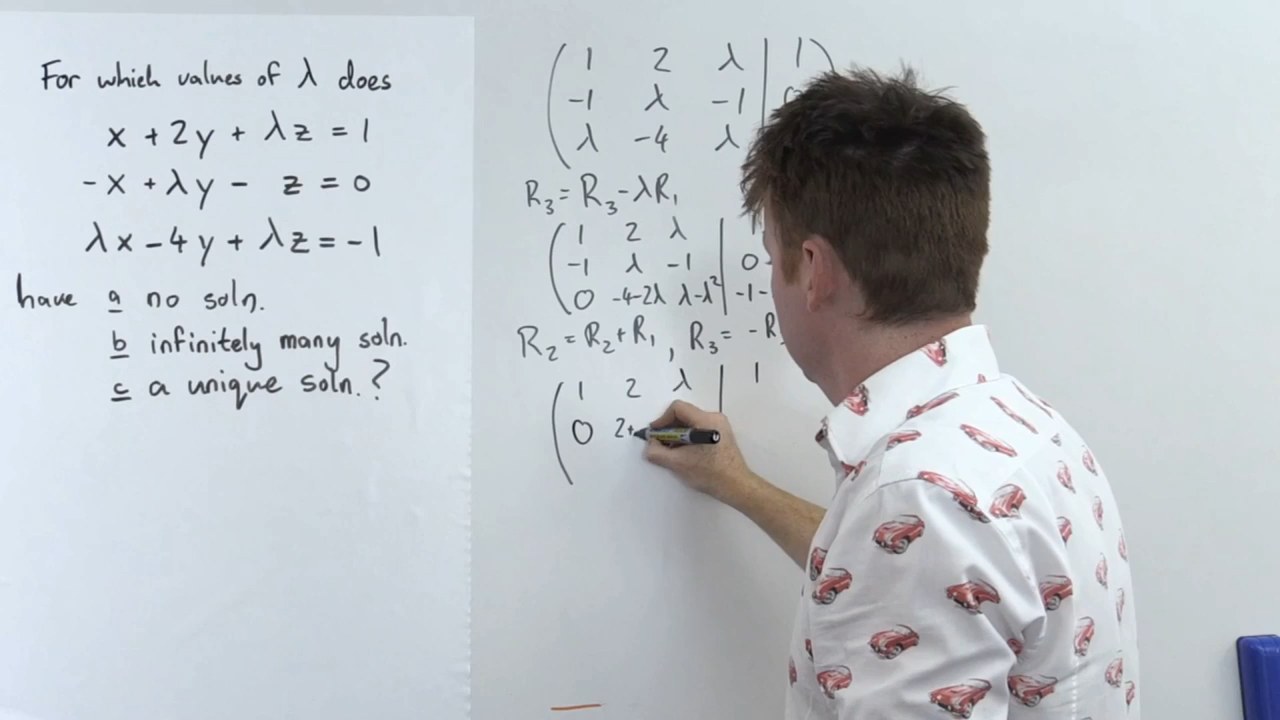 For which values of λ does
x + 2y + λz = 1
-x + λy - z = 0
λx - 4y + λz = -1
have a no soln.
b infinitely many soln.
c a unique soln.?
1 2 λ | 1
-1 λ -1 |
λ -4 λ
R₃ = R₃ - λR₁
1 2 λ |
-1 λ -1 | 0
0 -4-2λ λ-λ² | -1-
R₂ = R₂ + R₁, R₃ = -R
1 2 λ | 1
0 2+